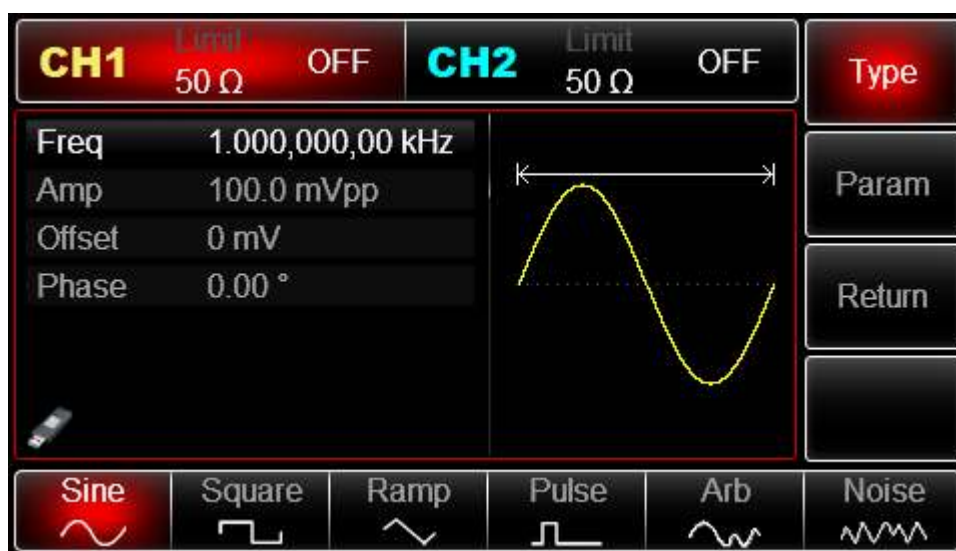 CH1 Limit 50 Ω OFF CH2 Limit 50 Ω OFF
Type
Freq 1.000,000,00 kHz
Amp 100.0 mVpp
Offset 0 mV
Phase 0.00 °
Param
Return
Sine Square Ramp Pulse Arb Noise